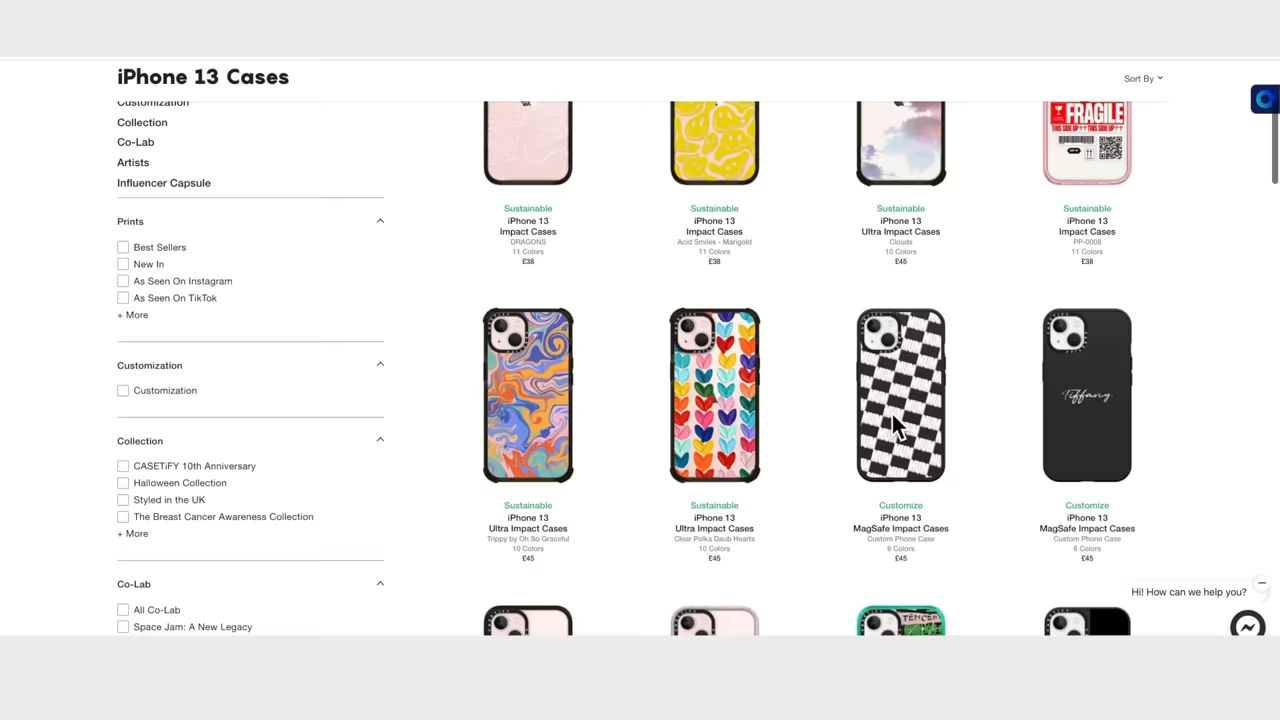 iPhone 13 Cases
Sort By
Customization
Collection
Co-Lab
Artists
Influencer Capsule
Prints
Best Sellers
New In
As Seen On Instagram
As Seen On TikTok
+ More
Customization
Customization
Collection
CASETiFY 10th Anniversary
Halloween Collection
Styled in the UK
The Breast Cancer Awareness Collection
+ More
Co-Lab
All Co-Lab
Space Jam: A New Legacy
FRAGILE
THIS SIDE UP↑↑THIS SIDE UP↑
Sustainable
iPhone 13
Impact Cases
DRAGONS
11 Colors
£38
Sustainable
iPhone 13
Impact Cases
Acid Smiles - Marigold
11 Colors
£38
Sustainable
iPhone 13
Ultra Impact Cases
Clouds
10 Colors
£45
Sustainable
iPhone 13
Impact Cases
PP-0008
11 Colors
£38
Tiffany
Sustainable
iPhone 13
Ultra Impact Cases
Trippy by Oh So Graceful
10 Colors
£45
Sustainable
iPhone 13
Ultra Impact Cases
Clear Polka Daub Hearts
10 Colors
£45
Customize
iPhone 13
MagSafe Impact Cases
Custom Phone Case
6 Colors
£45
Customize
iPhone 13
MagSafe Impact Cases
Custom Phone Case
6 Colors
£45
TENCENT
Hi! How can we help you?